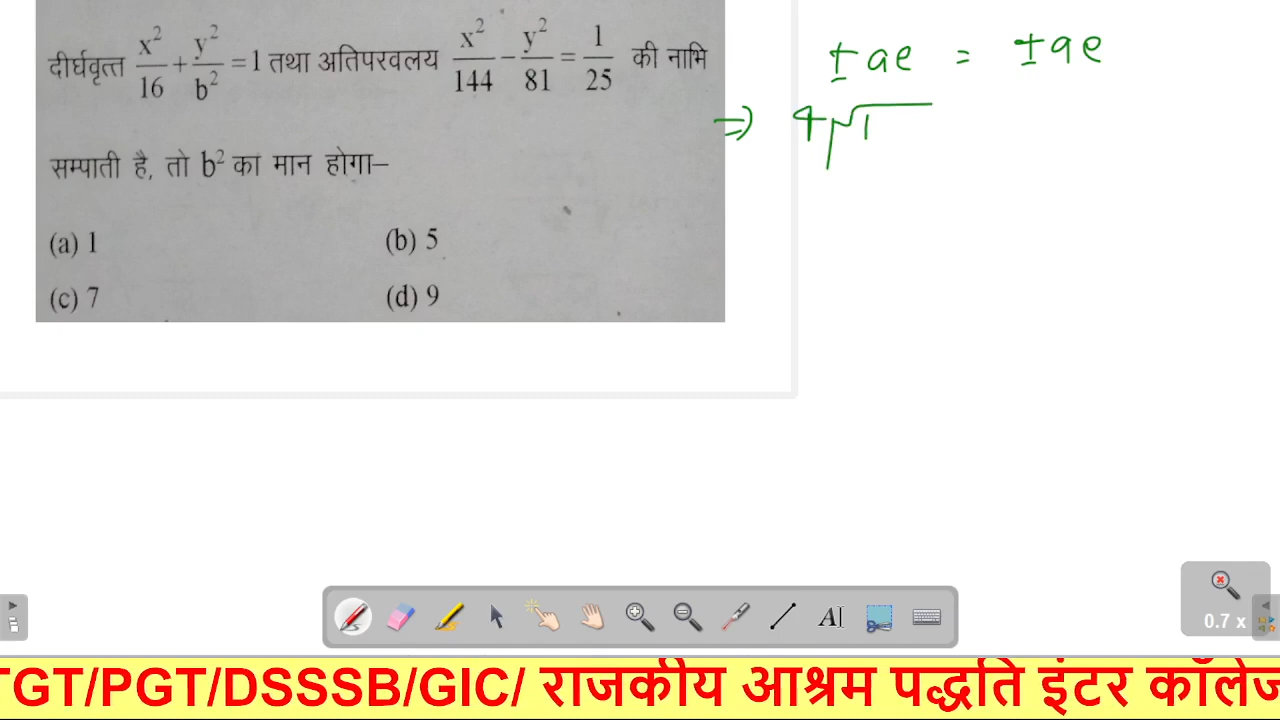 दीर्घवृत्त x²/16 + y²/b² = 1 तथा अतिपरवलय x²/144 − y²/81 = 1/25 की नाभि
सम्पाती है, तो b² का मान होगा–
(a) 1 (b) 5
(c) 7 (d) 9
±ae = ±ae
⇒ 4√1
AI
0.7 x
TGT/PGT/DSSSB/GIC/ राजकीय आश्रम पद्धति इंटर कॉलेज